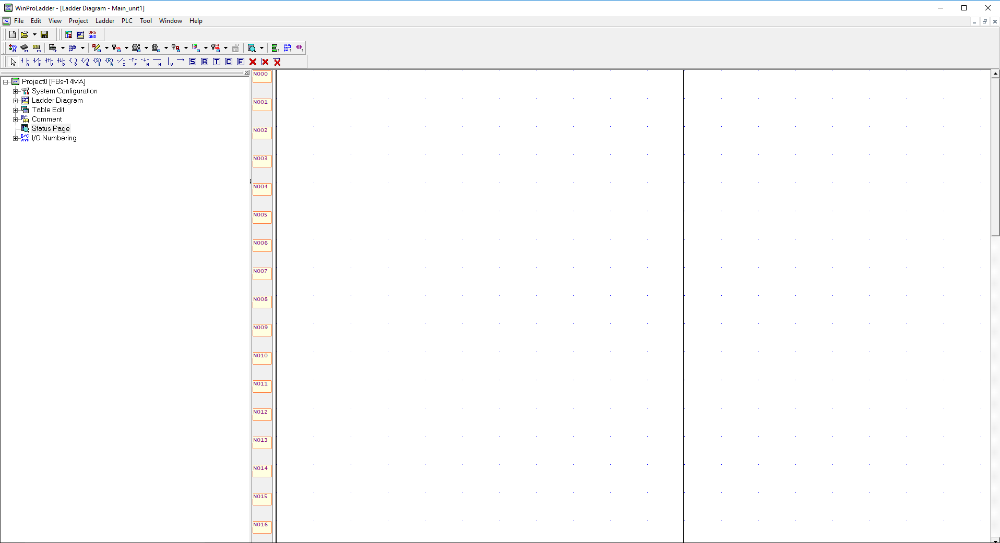 WinProLadder - [Ladder Diagram - Main_unit1]
File Edit View Project Ladder PLC Tool Window Help
ORG
AND
A B U D O Q E R I P N H V S R T C F
Project0 [FBs-14MA]
System Configuration
Ladder Diagram
Table Edit
Comment
Status Page
I/O Numbering
N000
N001
N002
N003
N004
N005
N006
N007
N008
N009
N010
N011
N012
N013
N014
N015
N016